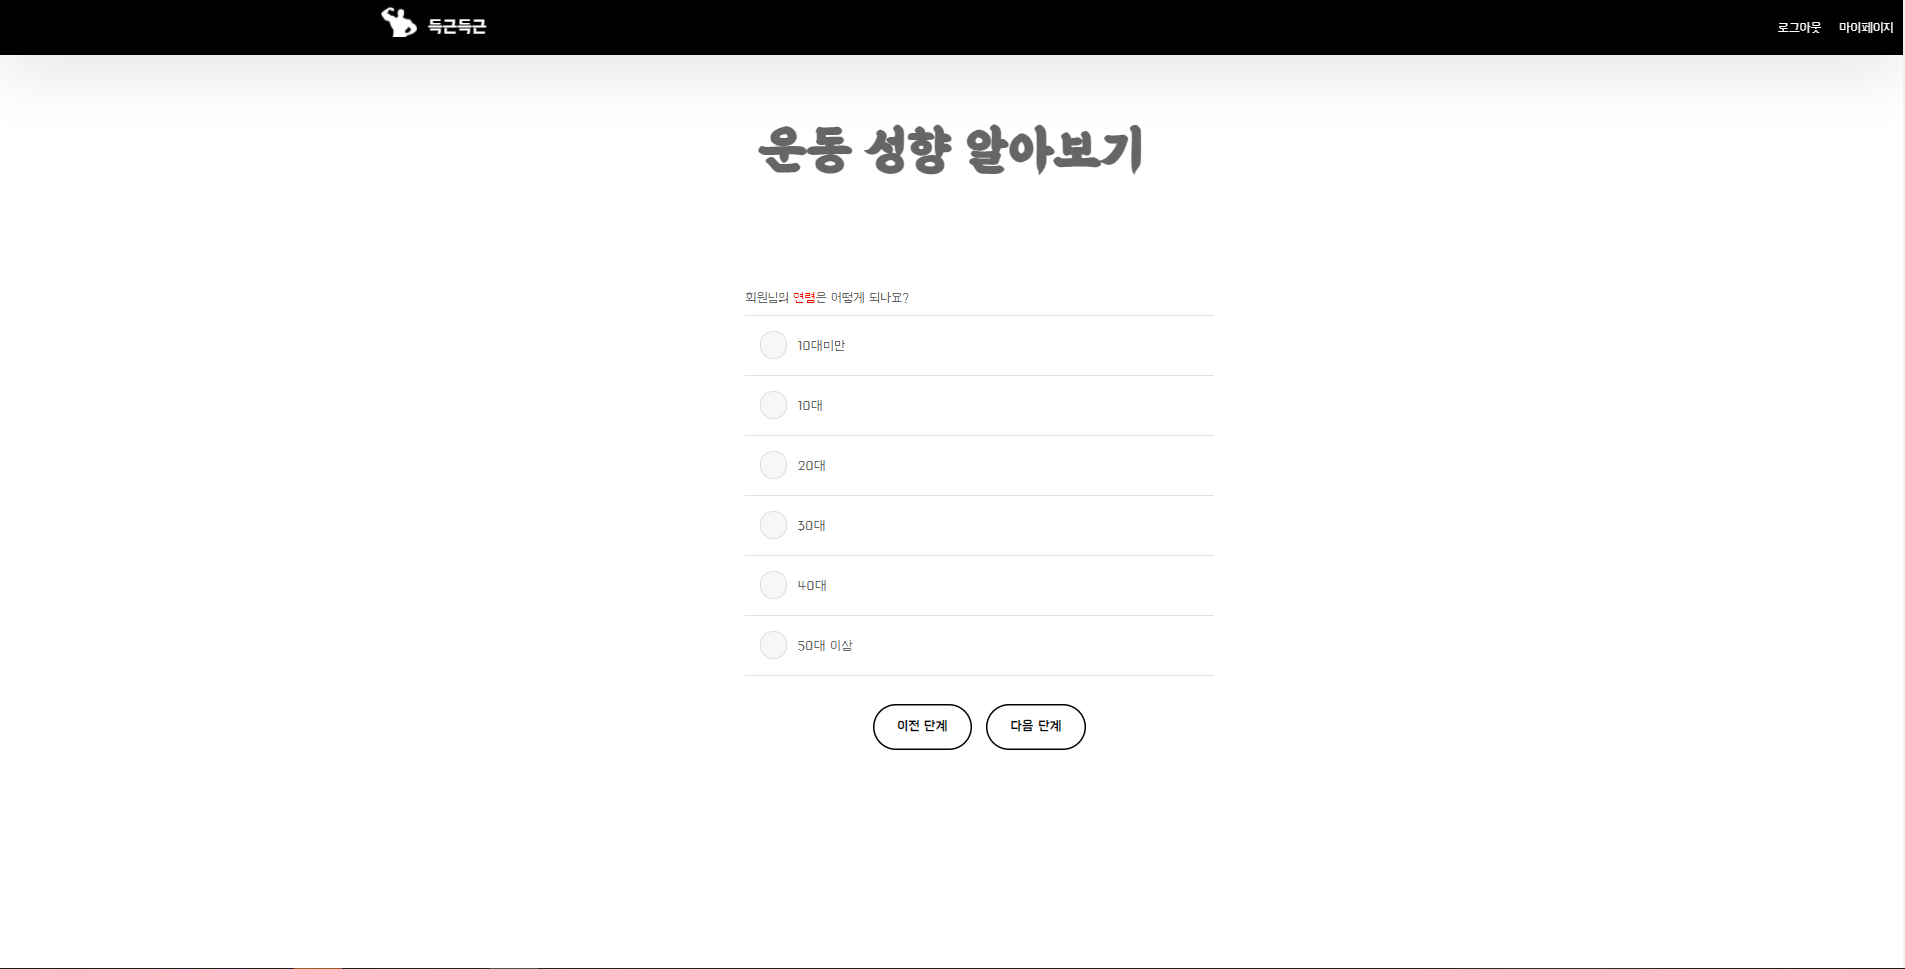 득근득근
로그아웃 마이페이지
운동 성향 알아보기
회원님의 연령은 어떻게 되나요?
10대미만
10대
20대
30대
40대
50대 이상
이전 단계 다음 단계